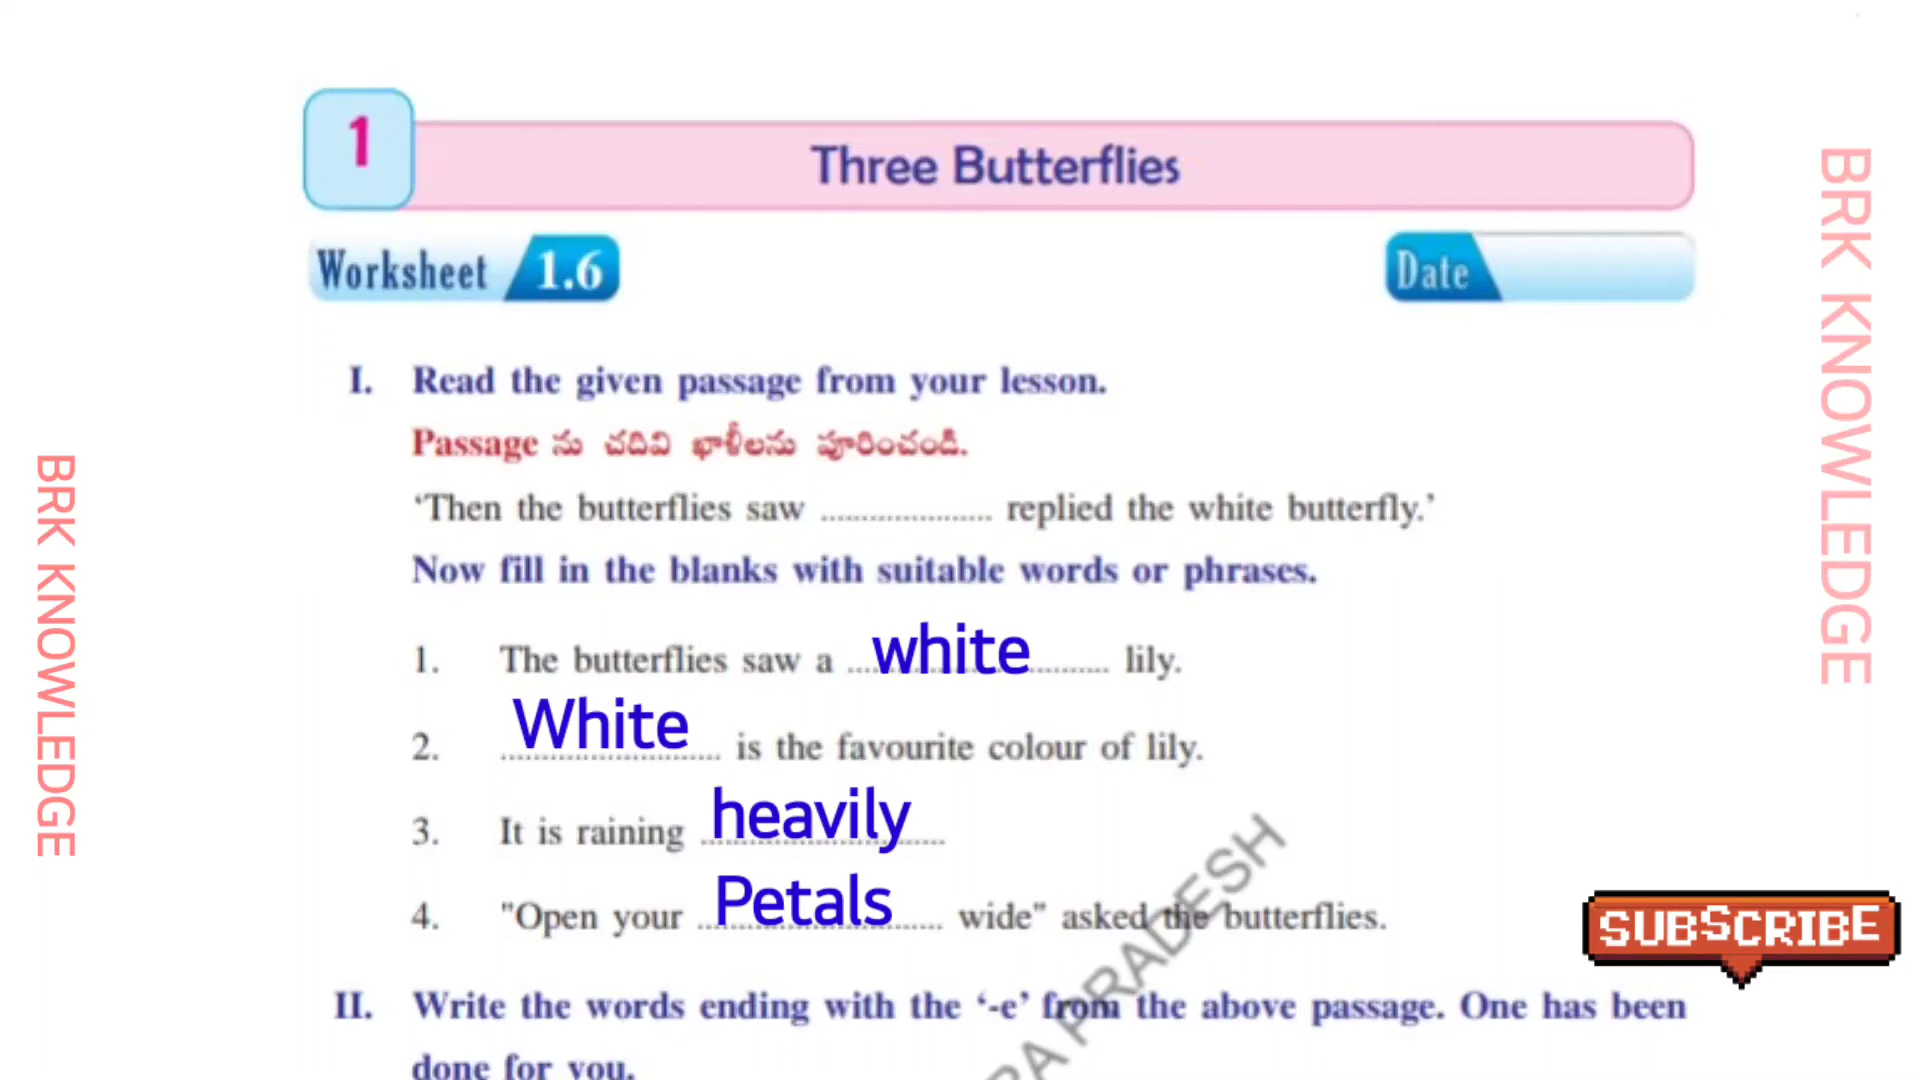 1
Three Butterflies
Worksheet 1.6
Date
I. Read the given passage from your lesson.
Passage ను చదివి ఖాళీలను పూరించండి.
‘Then the butterflies saw ..................... replied the white butterfly.’
Now fill in the blanks with suitable words or phrases.
1. The butterflies saw a white lily.
2. White is the favourite colour of lily.
3. It is raining heavily
4. "Open your Petals wide" asked the butterflies.
II. Write the words ending with the ‘-e’ from the above passage. One has been
done for you.
BRK KNOWLEDGE
BRK KNOWLEDGE
RA PRADESH
SUBSCRIBE